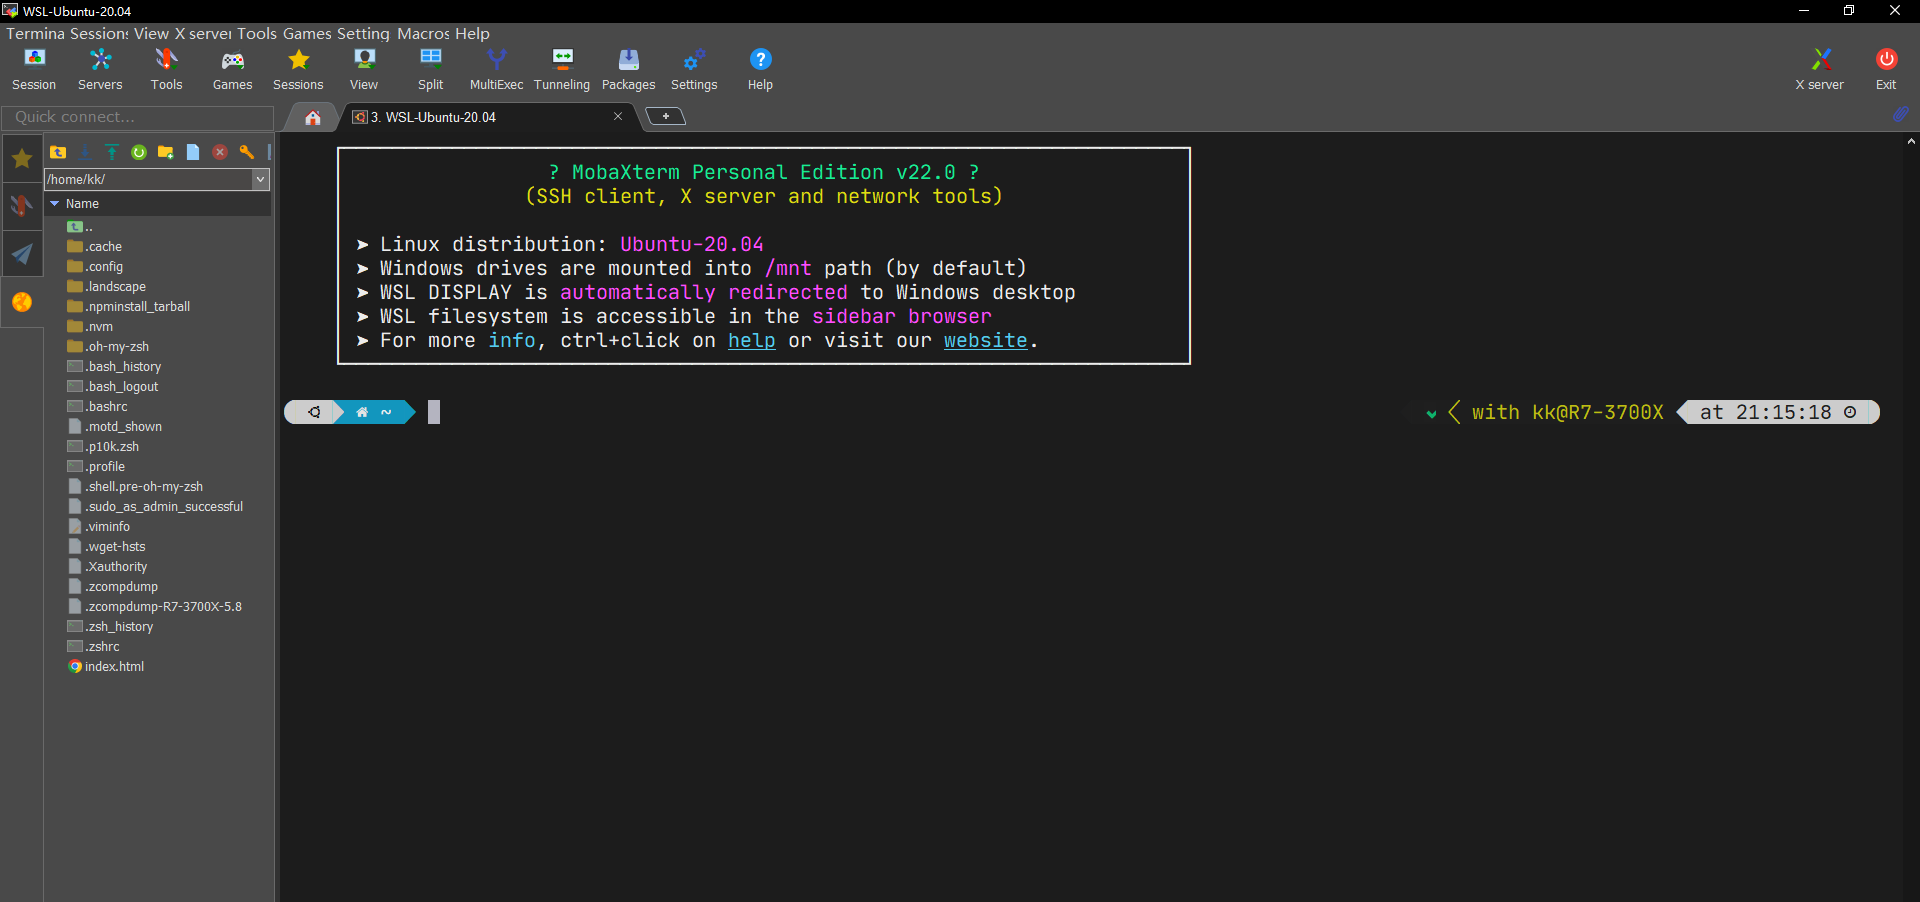 WSL-Ubuntu-20.04
Termina Sessions View X server Tools Games Setting Macros Help
Session Servers Tools Games Sessions View Split MultiExec Tunneling Packages Settings Help X server Exit
Quick connect...
3. WSL-Ubuntu-20.04
/home/kk/
Name
..
.cache
.config
.landscape
.npminstall_tarball
.nvm
.oh-my-zsh
.bash_history
.bash_logout
.bashrc
.motd_shown
.p10k.zsh
.profile
.shell.pre-oh-my-zsh
.sudo_as_admin_successful
.viminfo
.wget-hsts
.Xauthority
.zcompdump
.zcompdump-R7-3700X-5.8
.zsh_history
.zshrc
index.html
? MobaXterm Personal Edition v22.0 ?
(SSH client, X server and network tools)
➤ Linux distribution: Ubuntu-20.04
➤ Windows drives are mounted into /mnt path (by default)
➤ WSL DISPLAY is automatically redirected to Windows desktop
➤ WSL filesystem is accessible in the sidebar browser
➤ For more info, ctrl+click on help or visit our website.
~ with kk@R7-3700X at 21:15:18